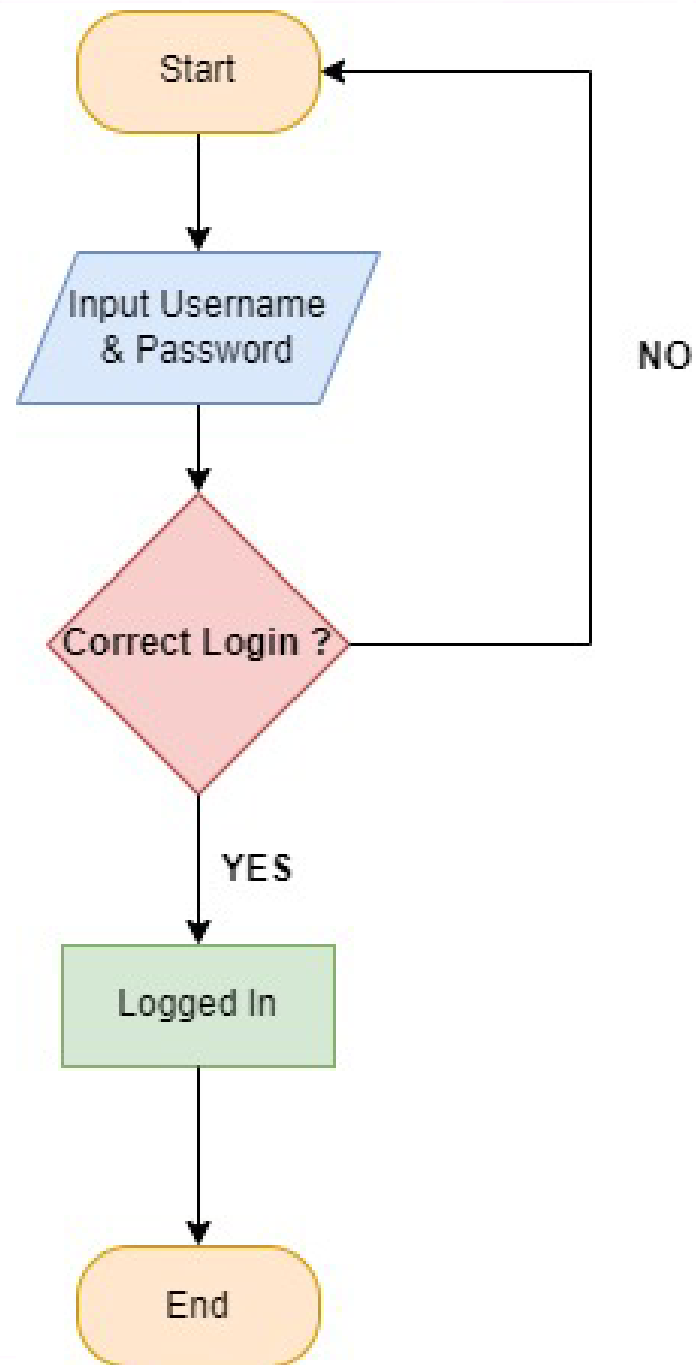 Start
Input Username
& Password
NO
Correct Login ?
YES
Logged In
End